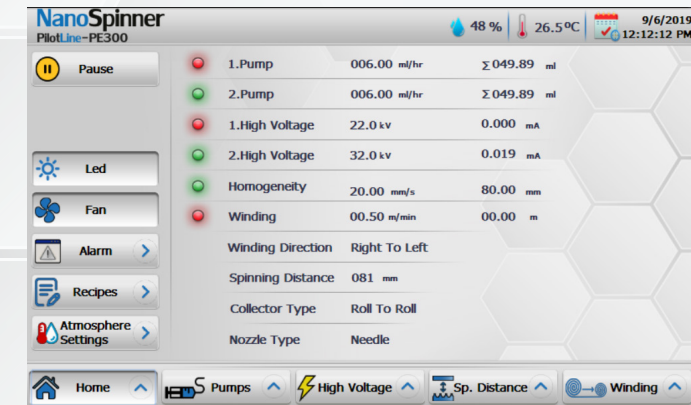 NanoSpinner
PilotLine-PE300
48 % 26.5ºC 9/6/2019
12:12:12 PM
Pause
Led
Fan
Alarm
Recipes
Atmosphere
Settings
1.Pump 006.00 ml/hr Σ 049.89 ml
2.Pump 006.00 ml/hr Σ 049.89 ml
1.High Voltage 22.0 kV 0.000 mA
2.High Voltage 32.0 kV 0.019 mA
Homogeneity 20.00 mm/s 80.00 mm
Winding 00.50 m/min 00.00 m
Winding Direction Right To Left
Spinning Distance 081 mm
Collector Type Roll To Roll
Nozzle Type Needle
Home Pumps High Voltage Sp. Distance Winding